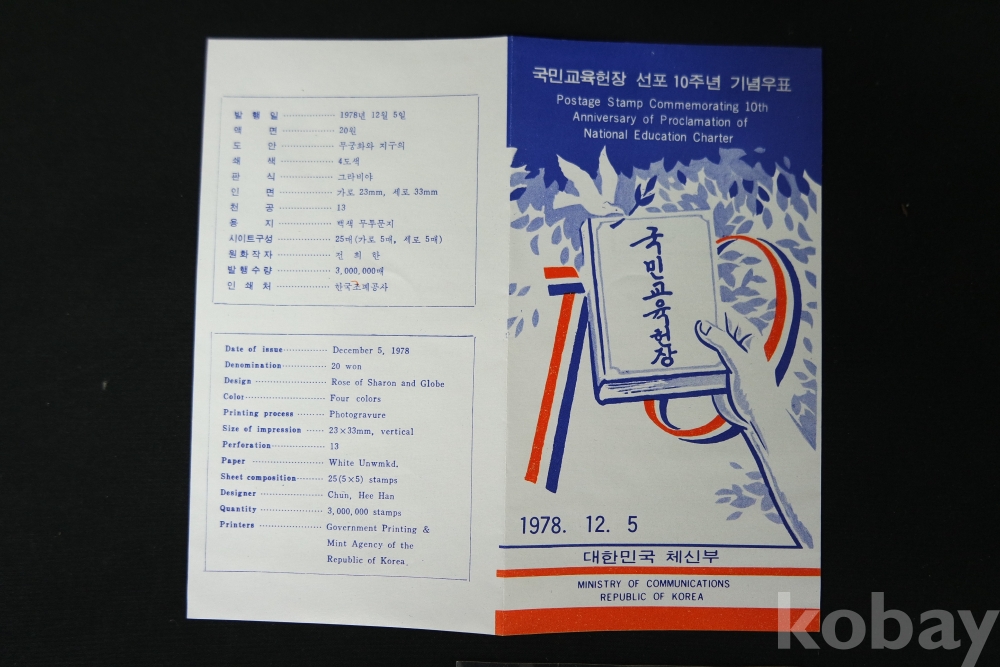 발 행 일 ············· 1978년 12월 5일
액 면 ············· 20원
도 안 ············· 무궁화와 지구의
쇄 색 ············· 4도색
판 식 ············· 그라비아
인 면 ············· 가로 23mm, 세로 33mm
천 공 ············· 13
용 지 ············· 백색 무투문지
시이트구성 ············· 25매(가로 5매, 세로 5매)
원화작자 ············· 전 희 한
발행수량 ············· 3,000,000매
인 쇄 처 ············· 한국조폐공사
Date of issue ············· December 5, 1978
Denomination ············· 20 won
Design ············· Rose of Sharon and Globe
Color ············· Four colors
Printing process ········ Photogravure
Size of impression ······ 23×33mm, vertical
Perforation ············· 13
Paper ············· White Unwmkd.
Sheet composition ········ 25(5×5) stamps
Designer ············· Chun, Hee Han
Quantity ············· 3,000,000 stamps
Printers ············· Government Printing &
Mint Agency of the
Republic of Korea.
국민교육헌장 선포 10주년 기념우표
Postage Stamp Commemorating 10th
Anniversary of Proclamation of
National Education Charter
국민교육헌장
1978. 12. 5
대한민국 체신부
MINISTRY OF COMMUNICATIONS
REPUBLIC OF KOREA
kobay